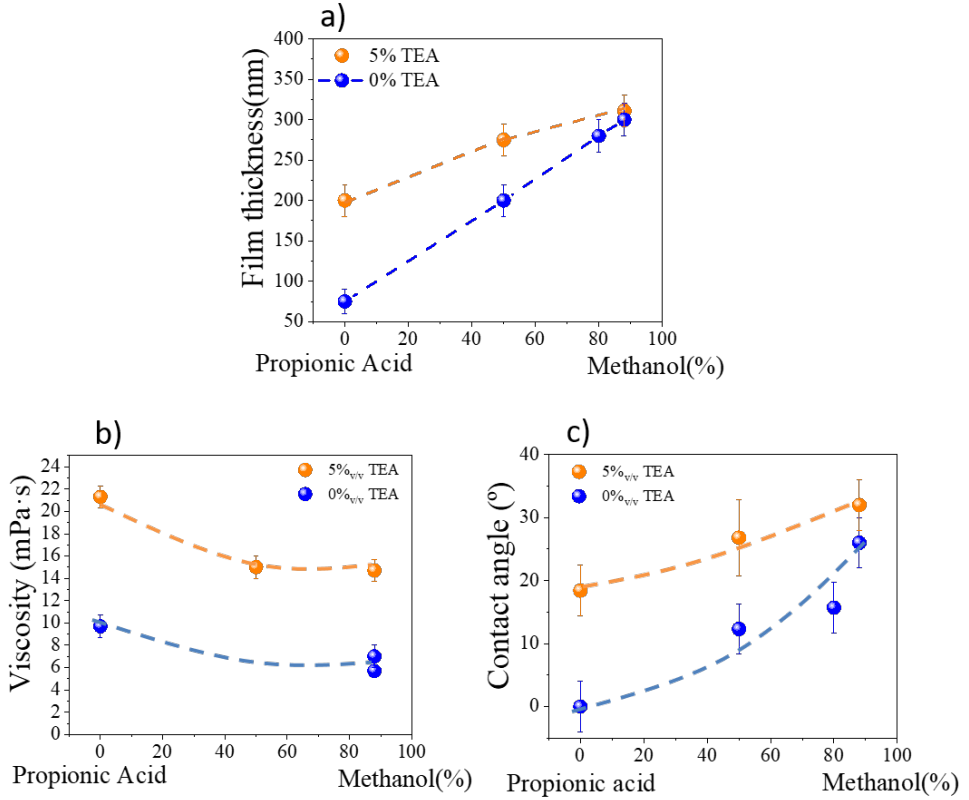 a)
400
350
300
250
200
150
100
50
Film thickness(nm)
5% TEA
0% TEA
0 20 40 60 80 100
Propionic Acid Methanol(%)
b)
24
22
20
18
16
14
12
10
8
6
4
2
0
Viscosity (mPa·s)
5%v/v TEA
0%v/v TEA
0 20 40 60 80 100
Propionic Acid Methanol(%)
c)
40
30
20
10
0
Contact angle (º)
5%v/v TEA
0%v/v TEA
0 20 40 60 80 100
Propionic acid Methanol(%)